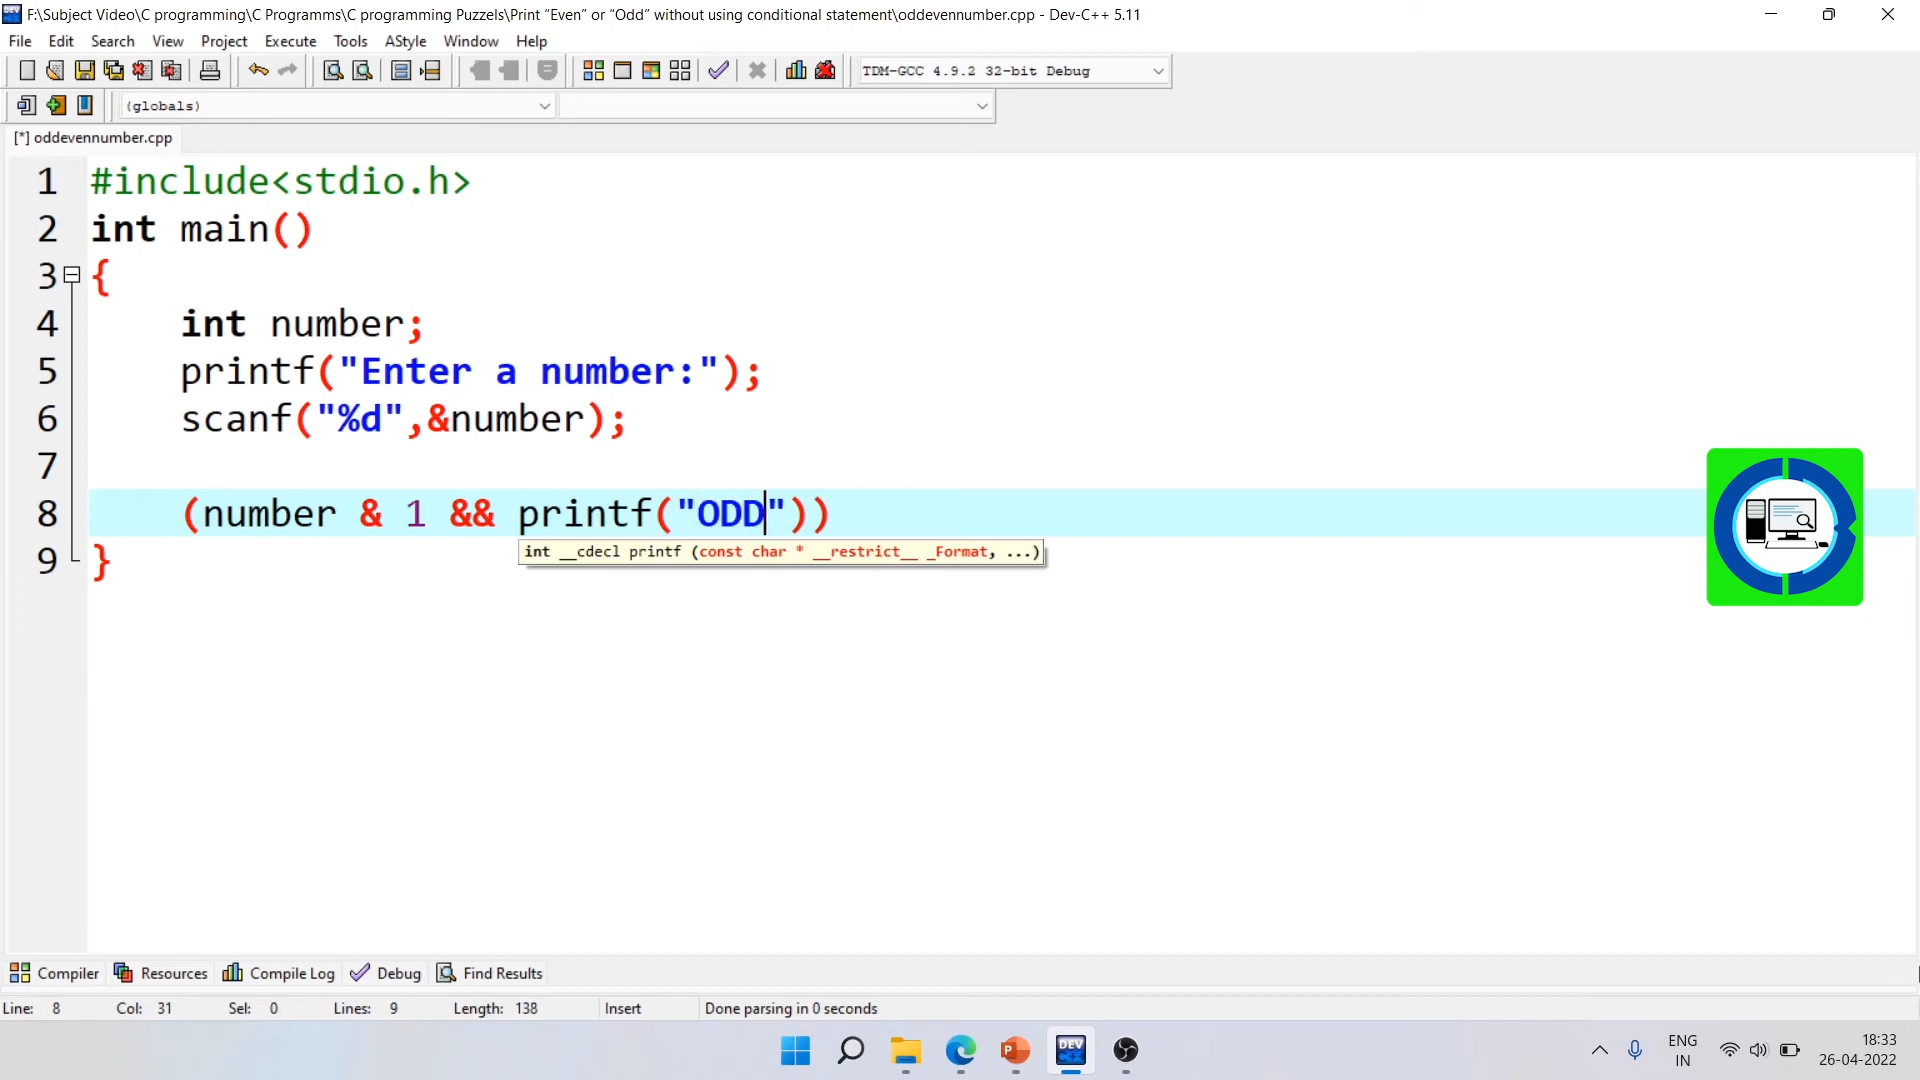 F:\Subject Video\C programming\C Programms\C programming Puzzels\Print “Even” or “Odd” without using conditional statement\oddevennumber.cpp - Dev-C++ 5.11
File Edit Search View Project Execute Tools AStyle Window Help
TDM-GCC 4.9.2 32-bit Debug
(globals)
[*] oddevennumber.cpp
1 #include<stdio.h>
2 int main()
3 {
4 int number;
5 printf("Enter a number:");
6 scanf("%d",&number);
7
8 (number & 1 && printf("ODD"))
int __cdecl printf (const char * __restrict__ _Format, ...)
9 }
Compiler Resources Compile Log Debug Find Results
Line: 8 Col: 31 Sel: 0 Lines: 9 Length: 138 Insert Done parsing in 0 seconds
DEV
P
ENG
IN
18:33
26-04-2022